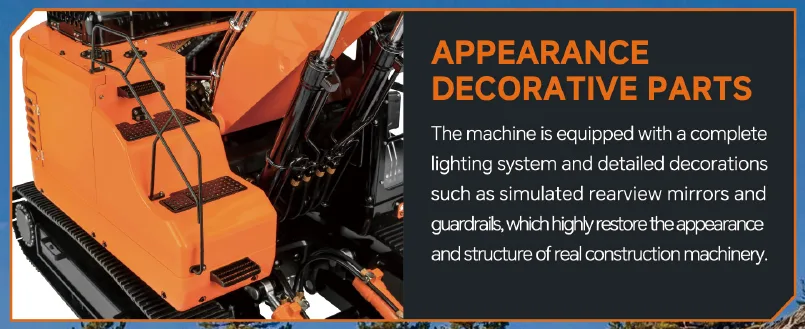 APPEARANCE
DECORATIVE PARTS
The machine is equipped with a complete
lighting system and detailed decorations
such as simulated rearview mirrors and
guardrails, which highly restore the appearance
and structure of real construction machinery.